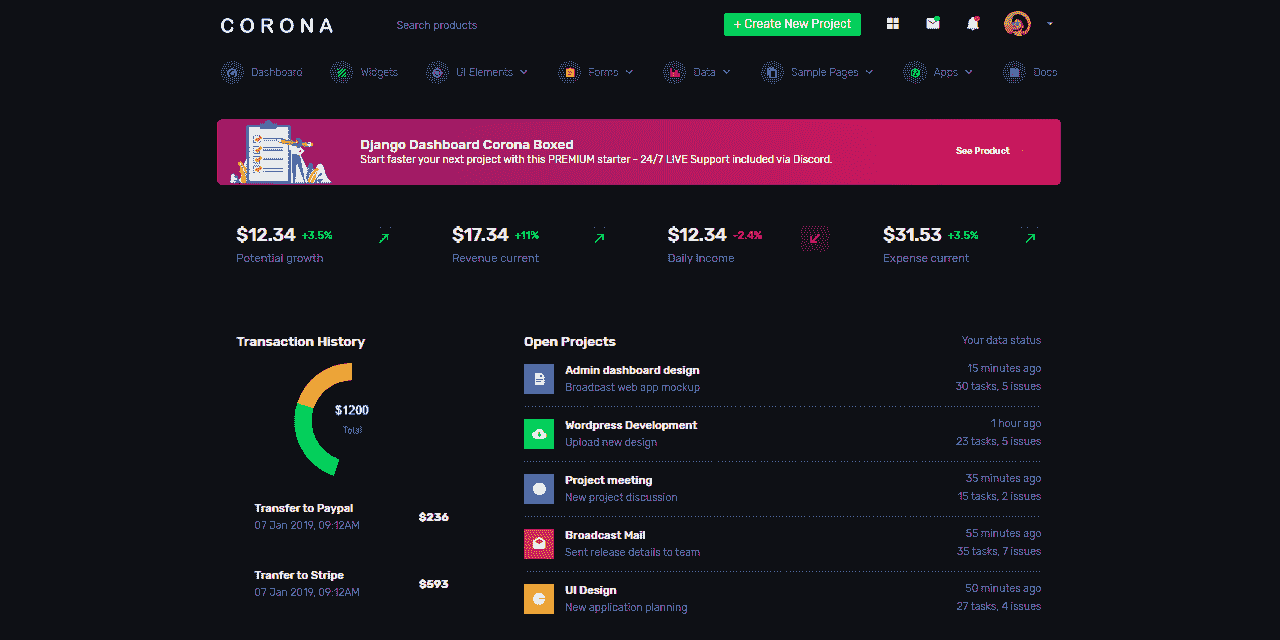 CORONA
Search products
+ Create New Project
Dashboard
Widgets
UI Elements
Forms
Data
Sample Pages
Apps
Docs
Django Dashboard Corona Boxed
Start faster your next project with this PREMIUM starter - 24/7 LIVE Support included via Discord.
See Product
$12.34 +3.5%
Potential growth
$17.34 +11%
Revenue current
$12.34 -2.4%
Daily Income
$31.53 +3.5%
Expense current
Transaction History
$1200
Total
Transfer to Paypal
07 Jan 2019, 09:12AM
$236
Tranfer to Stripe
07 Jan 2019, 09:12AM
$593
Open Projects
Your data status
Admin dashboard design
Broadcast web app mockup
15 minutes ago
30 tasks, 5 issues
Wordpress Development
Upload new design
1 hour ago
23 tasks, 5 issues
Project meeting
New project discussion
35 minutes ago
15 tasks, 2 issues
Broadcast Mail
Sent release details to team
55 minutes ago
35 tasks, 7 issues
UI Design
New application planning
50 minutes ago
27 tasks, 4 issues